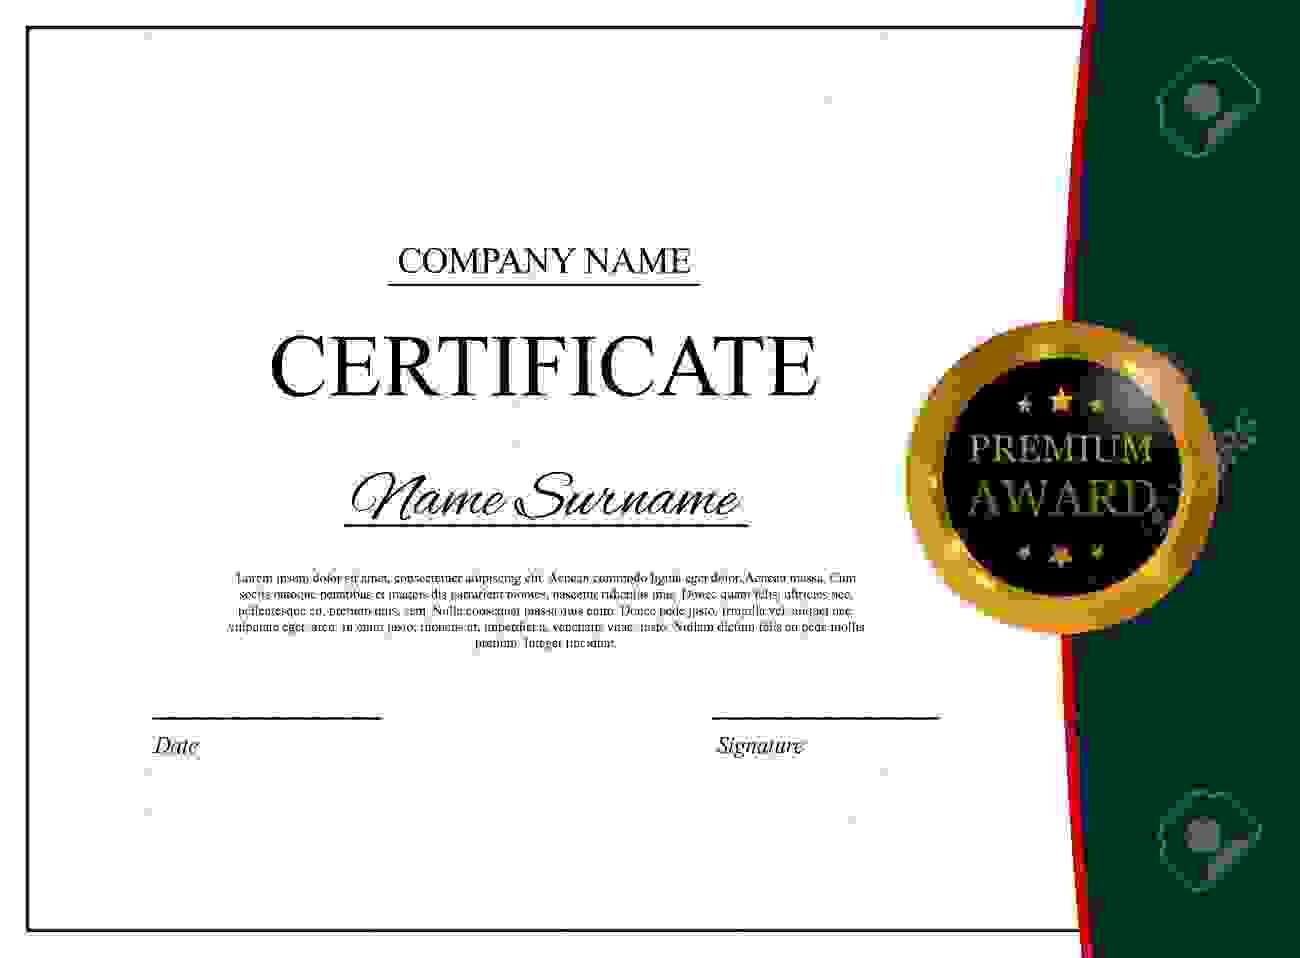 COMPANY NAME
CERTIFICATE
PREMIUM
AWARD
Name Surname
Lorem ipsum dolor sit amet, consectetuer adipiscing elit. Aenean commodo ligula eget dolor. Aenean massa. Cum
sociis natoque penatibus et magnis dis parturient montes, nascetur ridiculus mus. Donec quam felis, ultricies nec,
pellentesque eu, pretium quis, sem. Nulla consequat massa quis enim. Donec pede justo, fringilla vel, aliquet nec,
vulputate eget, arcu. In enim justo, rhoncus ut, imperdiet a, venenatis vitae, justo. Nullam dictum felis eu pede mollis
pretium. Integer tincidunt.
Date
Signature